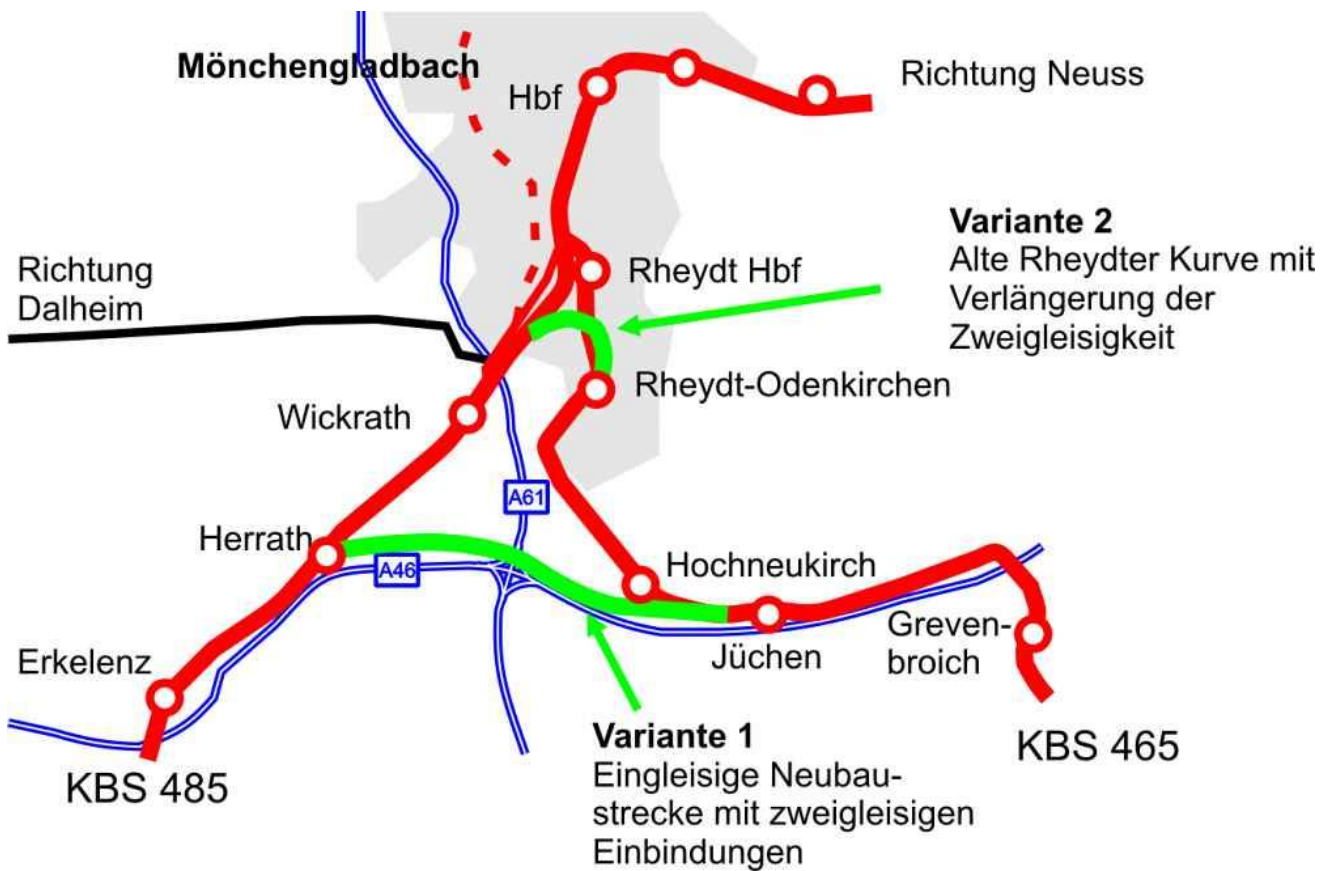 Mönchengladbach
Hbf
Richtung Neuss
Variante 2
Alte Rheydter Kurve mit
Verlängerung der
Zweigleisigkeit
Richtung
Dalheim
Rheydt Hbf
Rheydt-Odenkirchen
Wickrath
A61
Herrath
A46
Hochneukirch
Jüchen
Greven-
broich
Erkelenz
KBS 485
Variante 1
Eingleisige Neubau-
strecke mit zweigleisigen
Einbindungen
KBS 465